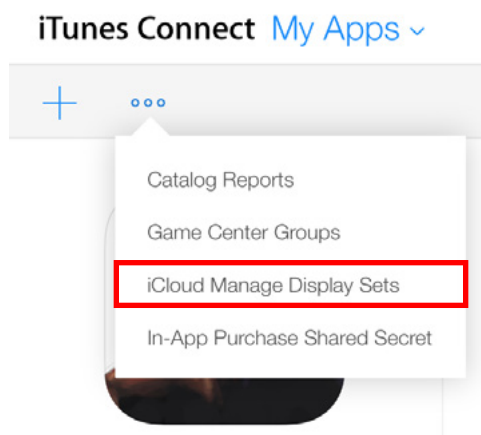 iTunes Connect My Apps
Catalog Reports
Game Center Groups
iCloud Manage Display Sets
In-App Purchase Shared Secret